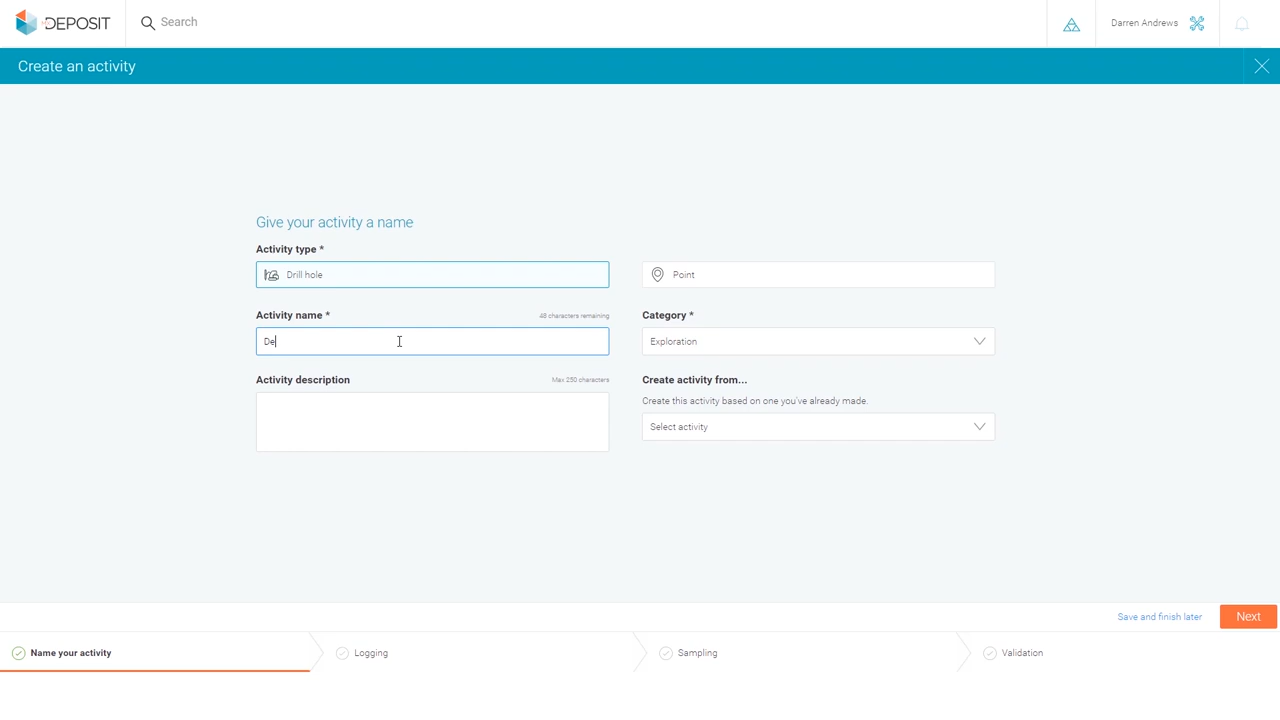 MY DEPOSIT
Search
Darren Andrews
Create an activity
Give your activity a name
Activity type *
Drill hole
Point
Activity name *
48 characters remaining
Category *
De
Exploration
Activity description
Max 250 characters
Create activity from...
Create this activity based on one you've already made.
Select activity
Save and finish later
Next
Name your activity
Logging
Sampling
Validation